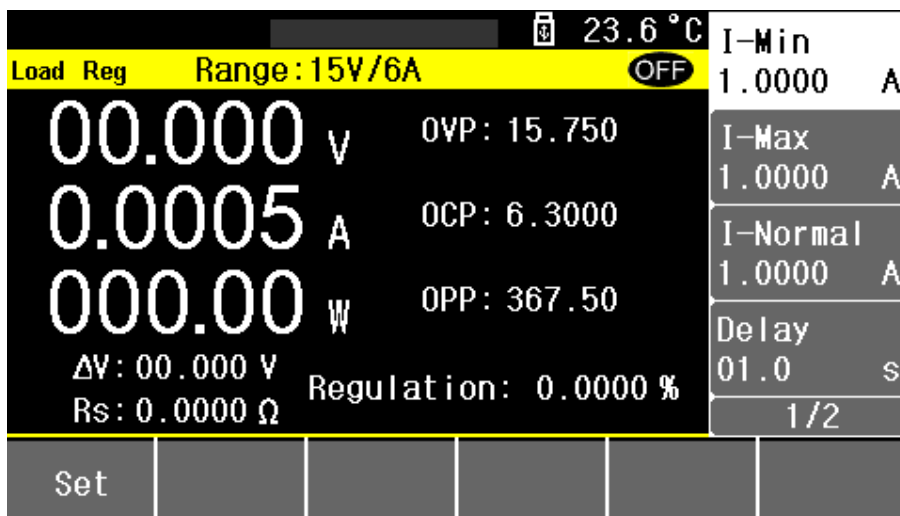 23.6°C
Load Reg Range:15V/6A OFF
00.000 V OVP: 15.750
0.0005 A OCP: 6.3000
000.00 W OPP: 367.50
ΔV: 00.000 V
Rs: 0.0000 Ω
Regulation: 0.0000 %
I-Min
1.0000 A
I-Max
1.0000 A
I-Normal
1.0000 A
Delay
01.0 s
1/2
Set